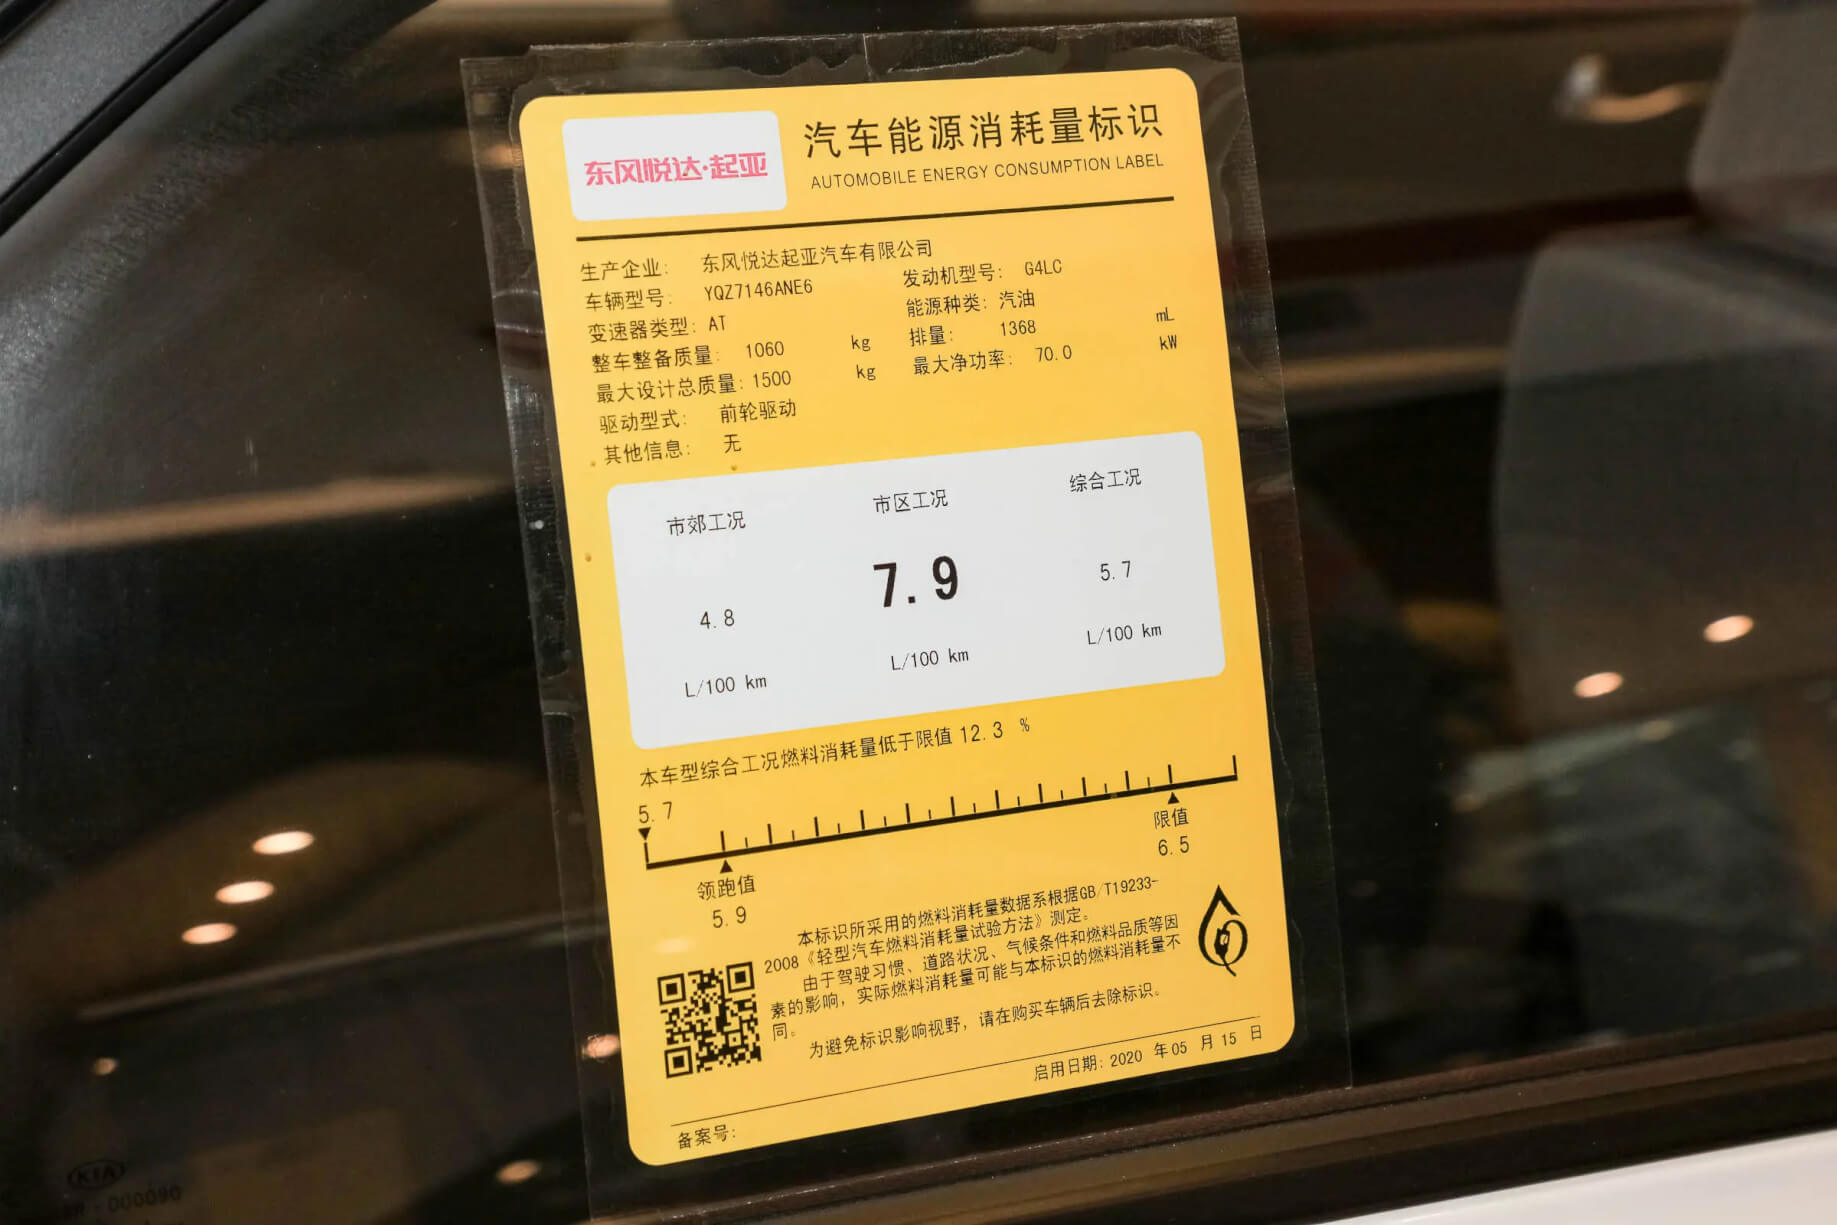 东风悦达·起亚
汽车能源消耗量标识
AUTOMOBILE ENERGY CONSUMPTION LABEL
生产企业: 东风悦达起亚汽车有限公司
车辆型号: YQZ7146ANE6 发动机型号: G4LC
变速器类型: AT 能源种类: 汽油
整车整备质量: 1060 kg 排量: 1368 mL
最大设计总质量: 1500 kg 最大净功率: 70.0 kW
驱动型式: 前轮驱动
其他信息: 无
市郊工况 市区工况 综合工况
4.8 7.9 5.7
L/100 km L/100 km L/100 km
本车型综合工况燃料消耗量低于限值 12.3 %
5.7
领跑值 限值
5.9 6.5
本标识所采用的燃料消耗量数据系根据GB/T19233-
2008《轻型汽车燃料消耗量试验方法》测定。
由于驾驶习惯、道路状况、气候条件和燃料品质等因
素的影响，实际燃料消耗量可能与本标识的燃料消耗量不
同。
为避免标识影响视野，请在购买车辆后去除标识。
启用日期: 2020 年 05 月 15 日
备案号:
KIA
000090